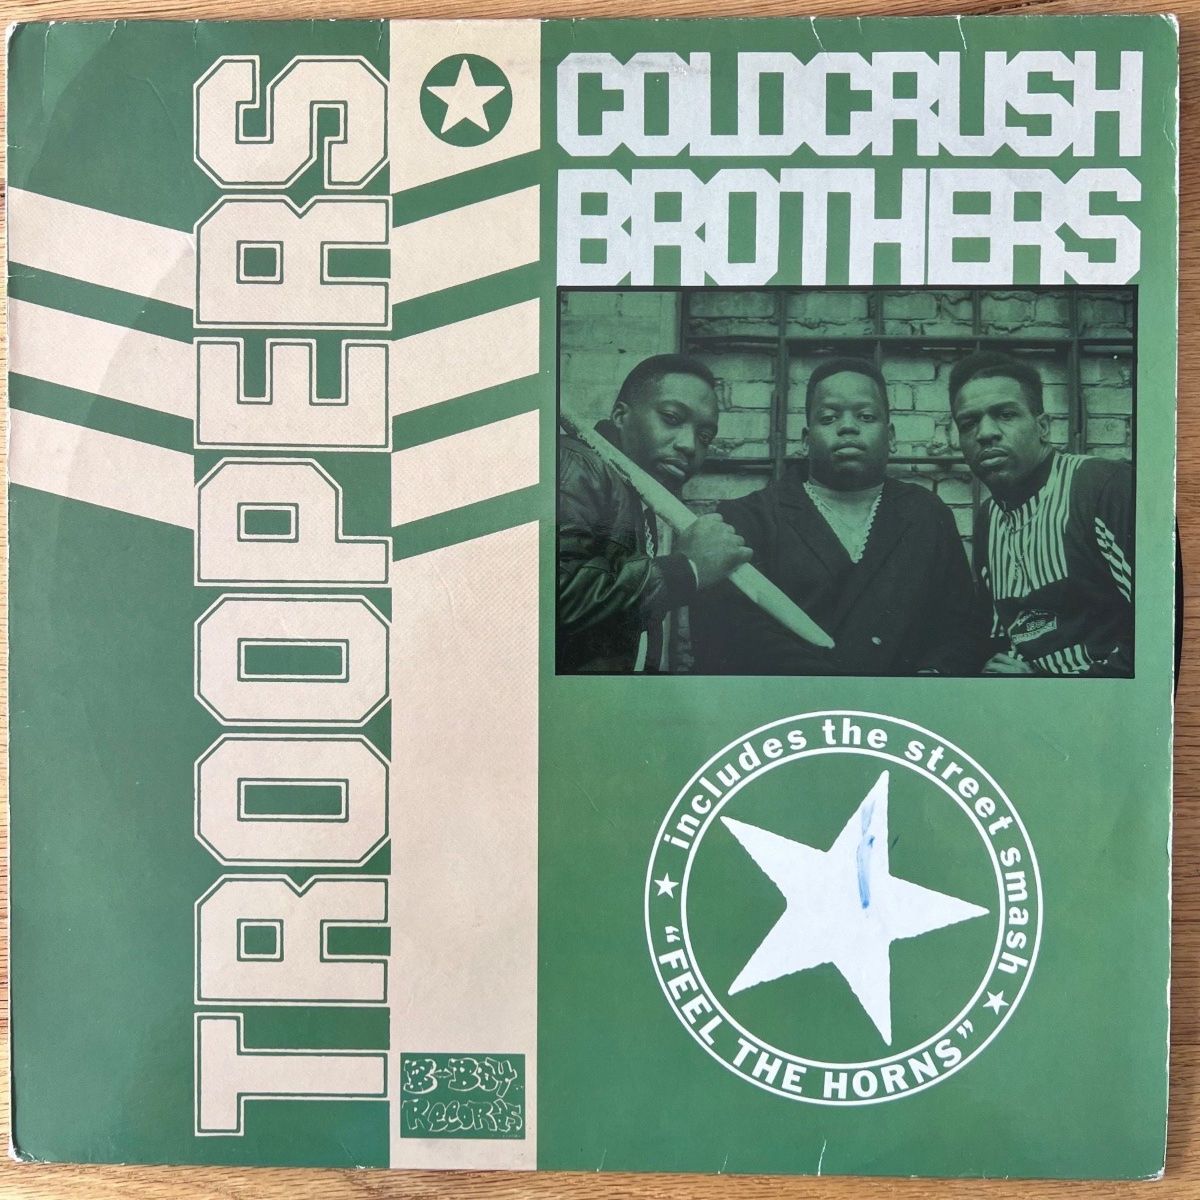 TROOPERS
COLDCRUSH
BROTHERS
includes the street smash
"FEEL THE HORNS"
B-BOY
RECORDS